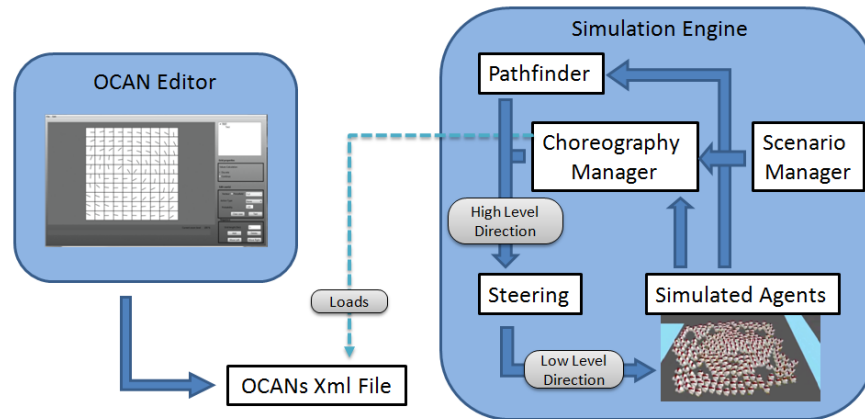 OCAN Editor
Simulation Engine
Pathfinder
Choreography
Manager
Scenario
Manager
High Level
Direction
Steering
Simulated Agents
Loads
Low Level
Direction
OCANs Xml File